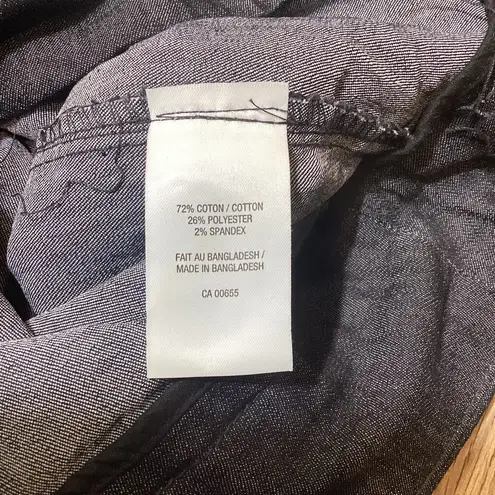 72% COTON / COTTON
26% POLYESTER
2% SPANDEX
FAIT AU BANGLADESH /
MADE IN BANGLADESH
CA 00655